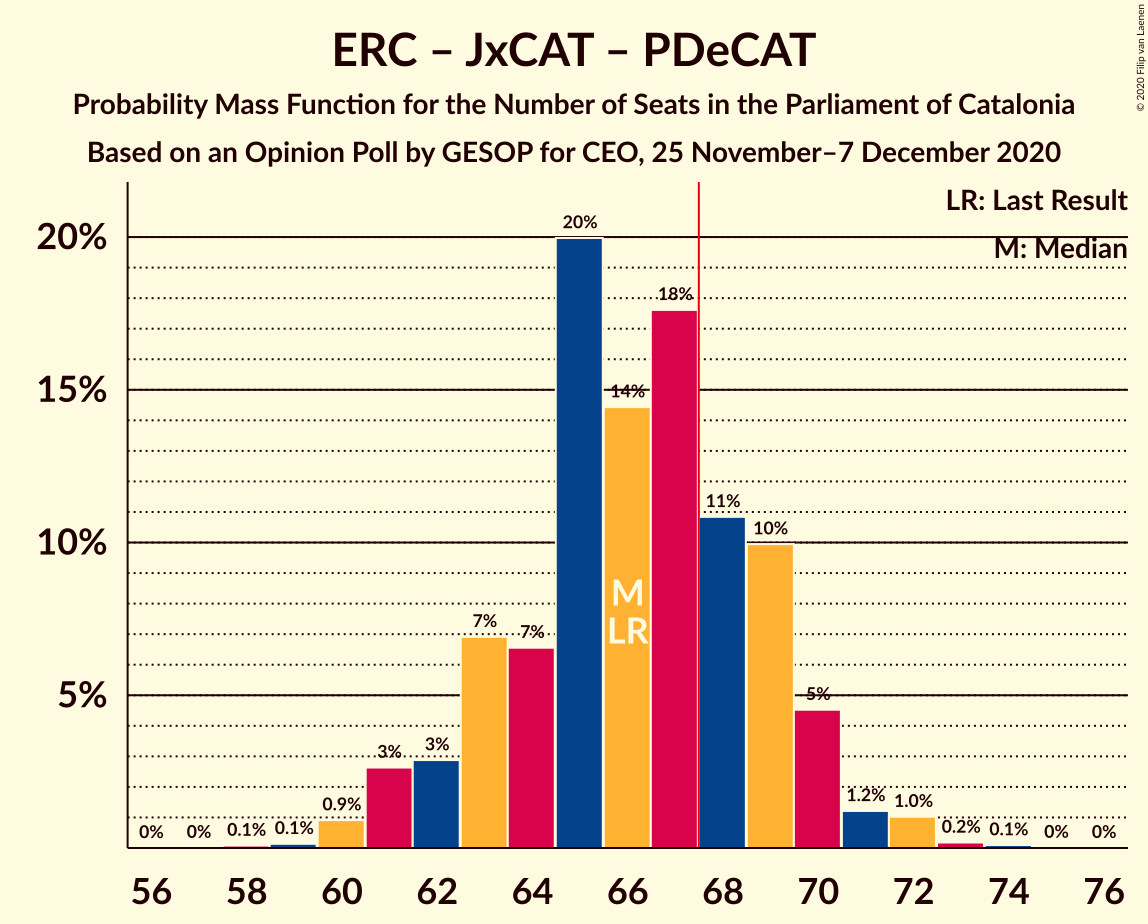 ERC – JxCAT – PDeCAT
Probability Mass Function for the Number of Seats in the Parliament of Catalonia
Based on an Opinion Poll by GESOP for CEO, 25 November–7 December 2020
© 2020 Filip van Laenen
LR: Last Result
M: Median
20%
15%
10%
5%
0%
0%
0.1%
0.1%
0.9%
3%
3%
7%
7%
20%
14%
18%
11%
10%
5%
1.2%
1.0%
0.2%
0.1%
0%
0%
M
LR
56 58 60 62 64 66 68 70 72 74 76